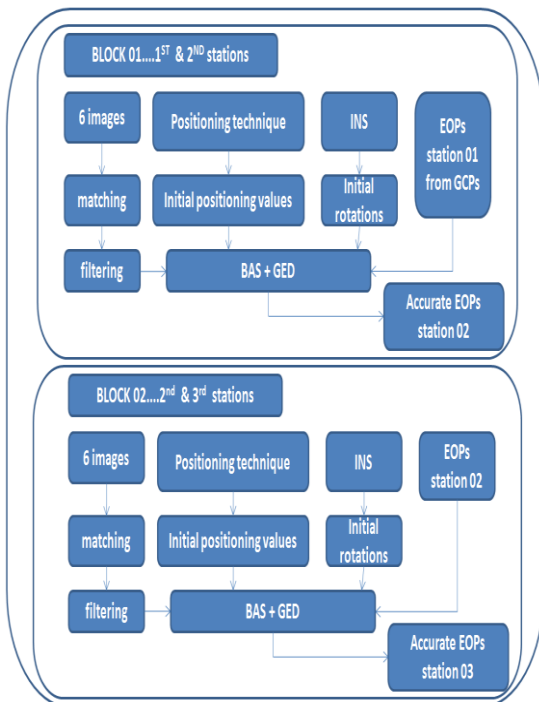 BLOCK 01....1ST & 2ND stations
6 images
Positioning technique
INS
EOPs
station 01
from GCPs
matching
Initial positioning values
Initial
rotations
filtering
BAS + GED
Accurate EOPs
station 02
BLOCK 02....2nd & 3rd stations
6 images
Positioning technique
INS
EOPs
station 02
matching
Initial positioning values
Initial
rotations
filtering
BAS + GED
Accurate EOPs
station 03